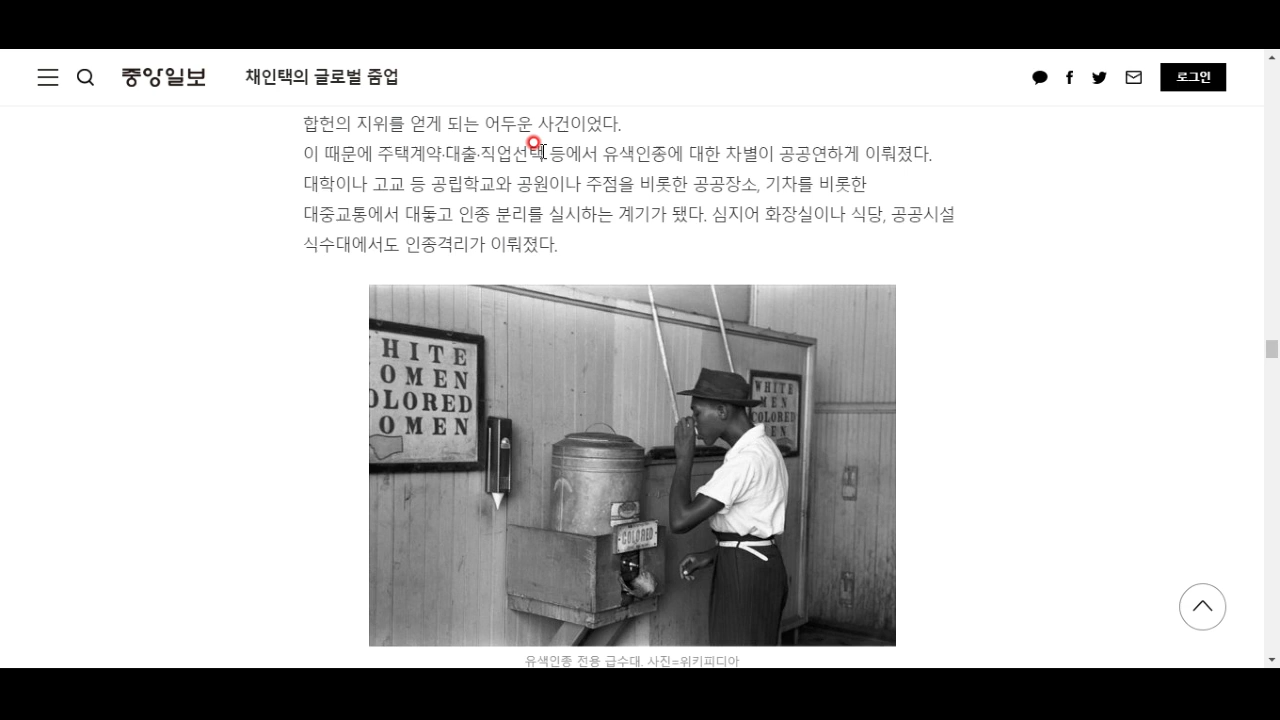 중앙일보 채인택의 글로벌 줌업 로그인
합헌의 지위를 얻게 되는 어두운 사건이었다.
이 때문에 주택계약·대출·직업선택 등에서 유색인종에 대한 차별이 공공연하게 이뤄졌다.
대학이나 고교 등 공립학교와 공원이나 주점을 비롯한 공공장소, 기차를 비롯한
대중교통에서 대놓고 인종 분리를 실시하는 계기가 됐다. 심지어 화장실이나 식당, 공공시설
식수대에서도 인종격리가 이뤄졌다.
HITE
OMEN
OLORED
OMEN
WHITE
MEN
COLORED
EN
COLORED
유색인종 전용 급수대. 사진=위키피디아